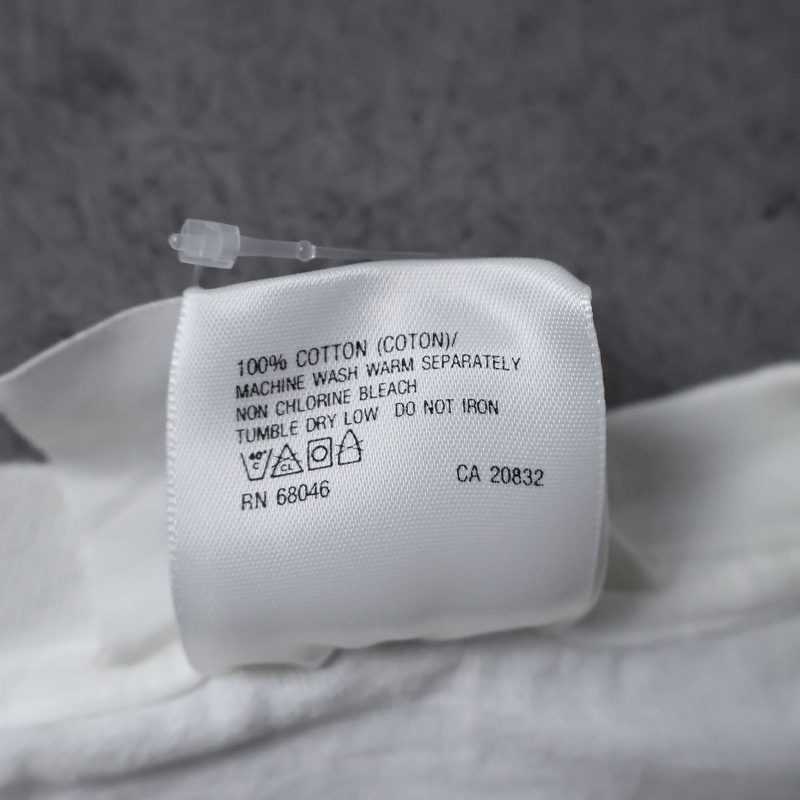 100% COTTON (COTON)/
MACHINE WASH WARM SEPARATELY
NON CHLORINE BLEACH
TUMBLE DRY LOW DO NOT IRON
40° C CL
RN 68046 CA 20832